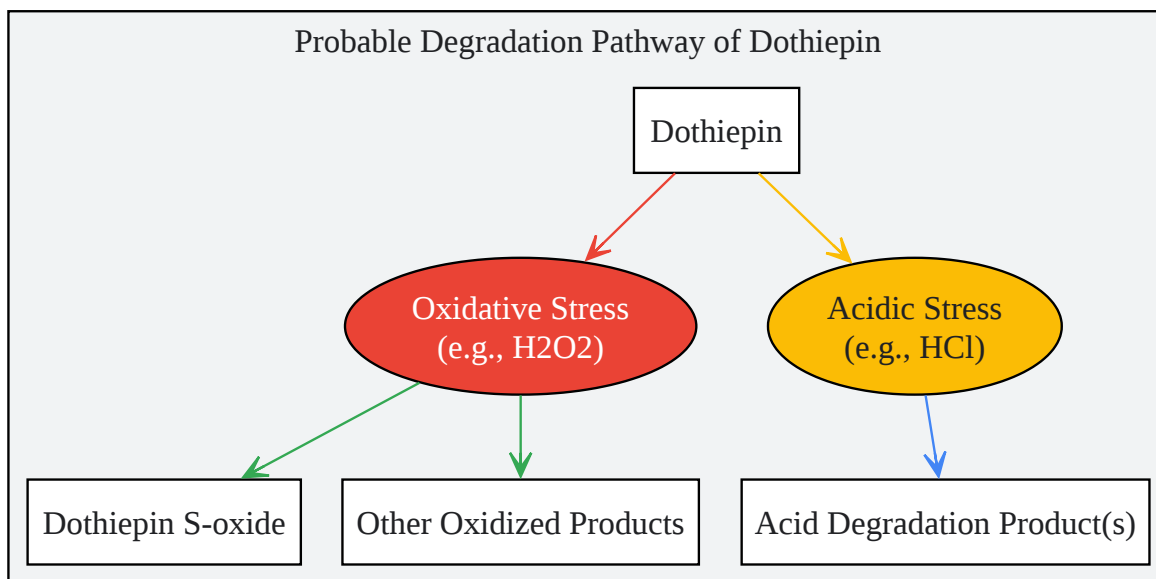 Probable Degradation Pathway of Dothiepin
Dothiepin
Oxidative Stress
(e.g., H2O2)
Acidic Stress
(e.g., HCl)
Dothiepin S-oxide
Other Oxidized Products
Acid Degradation Product(s)